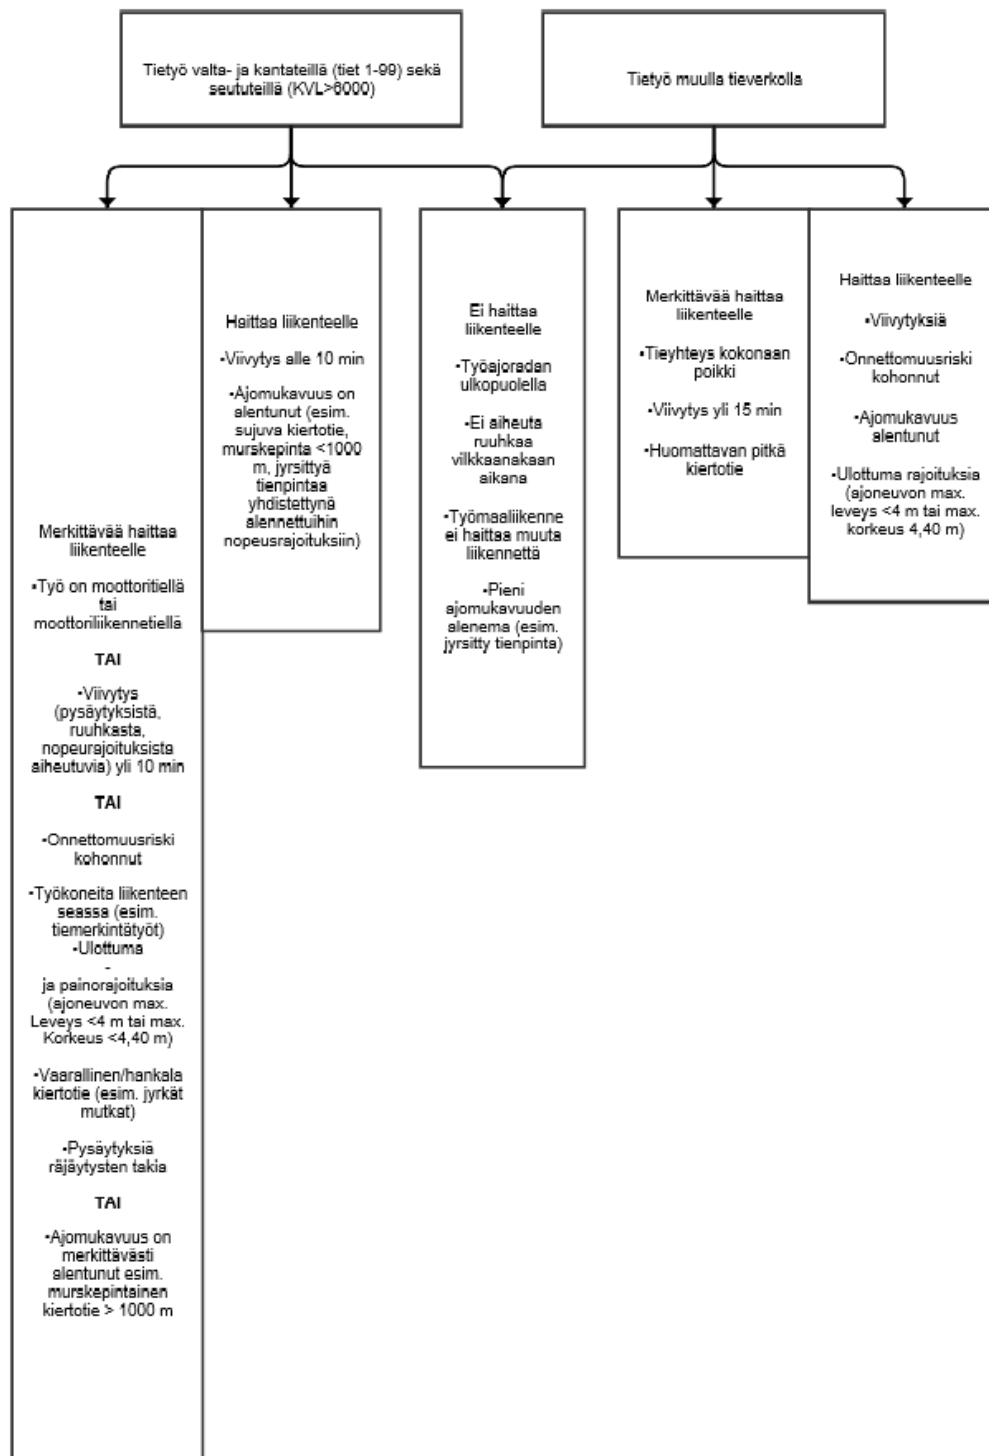 Tietyö valta- ja kantateillä (tiet 1-99) sekä
seututeillä (KVL>6000)
Tietyö muulla tieverkolla
Merkittävää haittaa
liikenteelle
•Työ on moottoritiellä
tai
moottoriliikennetiellä
TAI
•Viivytys
(pysäytyksistä,
ruuhkasta,
nopeurajoituksista
aiheutuvia) yli 10 min
TAI
•Onnettomuusriski
kohonnut
•Työkoneita liikenteen
seassa (esim.
tiemerkintätyöt)
•Ulottuma
-
ja painorajoituksia
(ajoneuvon max.
Leveys <4 m tai max.
Korkeus <4,40 m)
•Vaarallinen/hankala
kiertotie (esim. jyrkät
mutkat)
•Pysäytyksiä
räjäytysten takia
TAI
•Ajomukavuus on
merkittävästi
alentunut esim.
murskepintainen
kiertotie > 1000 m
Haittaa liikenteelle
•Viivytys alle 10 min
•Ajomukavuus on
alentunut (esim.
sujuva kiertotie,
murskepinta <1000
m, jyrsittyä
tienpintaa
yhdistettynä
alennettuihin
nopeusrajoituksiin)
Ei haittaa
liikenteelle
•Työajoradan
ulkopuolella
•Ei aiheuta
ruuhkaa
vilkkaanakaan
aikana
•Työmaaliikenne
ei haittaa muuta
liikennettä
•Pieni
ajomukavuuden
alenema (esim.
jyrsitty tienpinta)
Merkittävää haittaa
liikenteelle
•Tieyhteys kokonaan
poikki
•Viivytys yli 15 min
•Huomattavan pitkä
kiertotie
Haittaa liikenteelle
•Viivytyksiä
•Onnettomuusriski
kohonnut
•Ajomukavuus
alentunut
•Ulottuma rajoituksia
(ajoneuvon max.
leveys <4 m tai max.
korkeus 4,40 m)